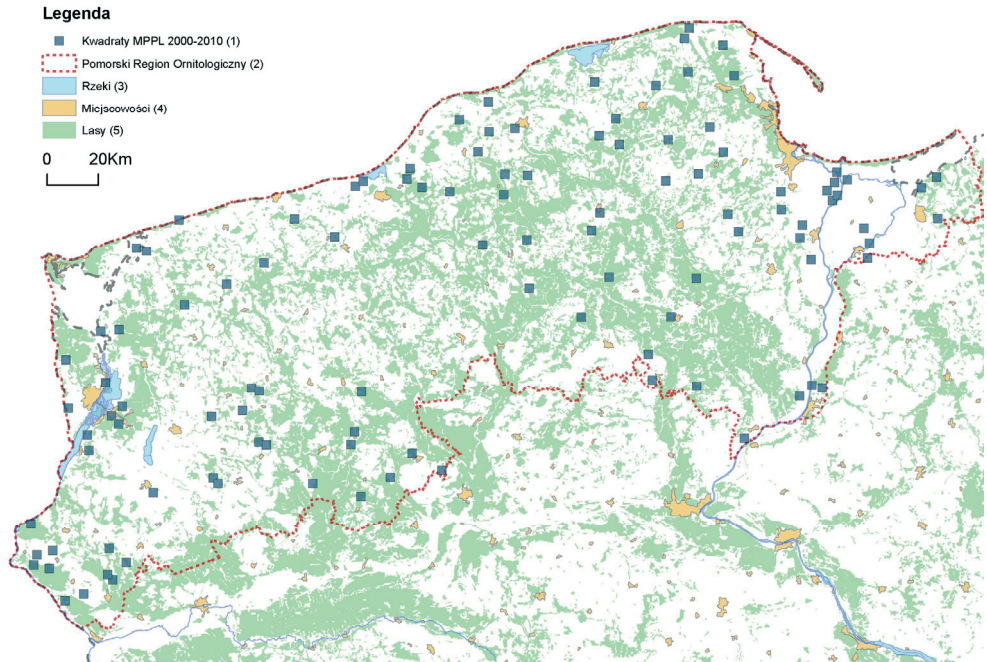 Legenda
Kwadraty MPPL 2000-2010 (1)
Pomorski Region Ornitologiczny (2)
Rzeki (3)
Miejscowości (4)
Lasy (5)
0 20Km